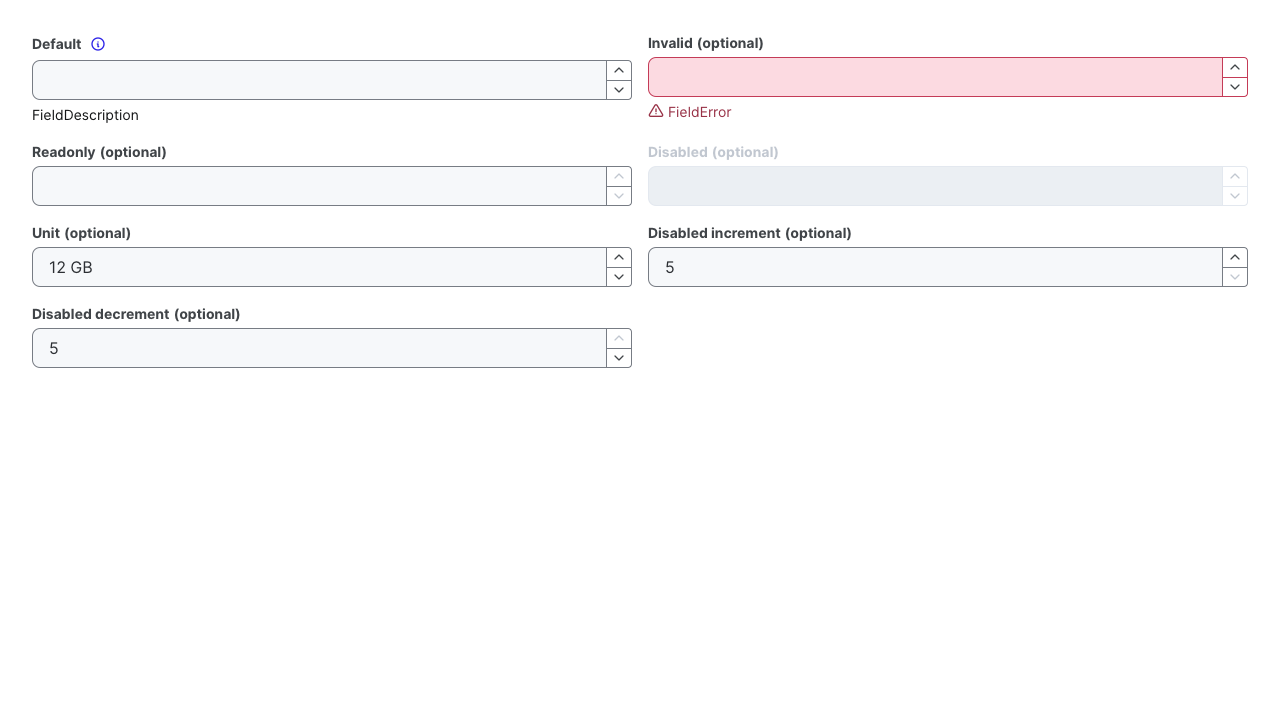 Default
Invalid (optional)
FieldDescription
FieldError
Readonly (optional)
Disabled (optional)
Unit (optional)
Disabled increment (optional)
12 GB
5
Disabled decrement (optional)
5